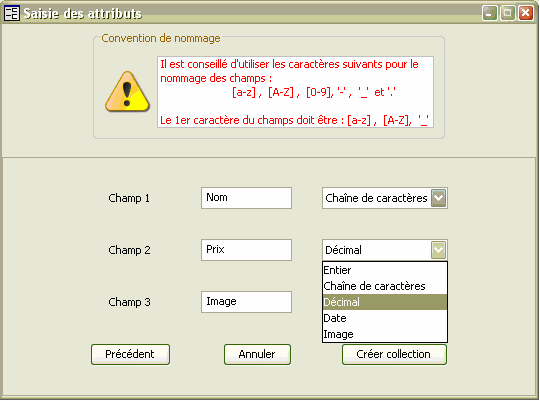 Saisie des attributs
Convention de nommage
Il est conseillé d'utiliser les caractères suivants pour le
nommage des champs :
[a-z] , [A-Z] , [0-9], '-' , '_' et '.'
Le 1er caractère du champs doit être : [a-z] , [A-Z], '_'
Champ 1 Nom Chaîne de caractères
Champ 2 Prix Décimal
Entier
Chaîne de caractères
Décimal
Date
Image
Champ 3 Image
Précédent Annuler Créer collection